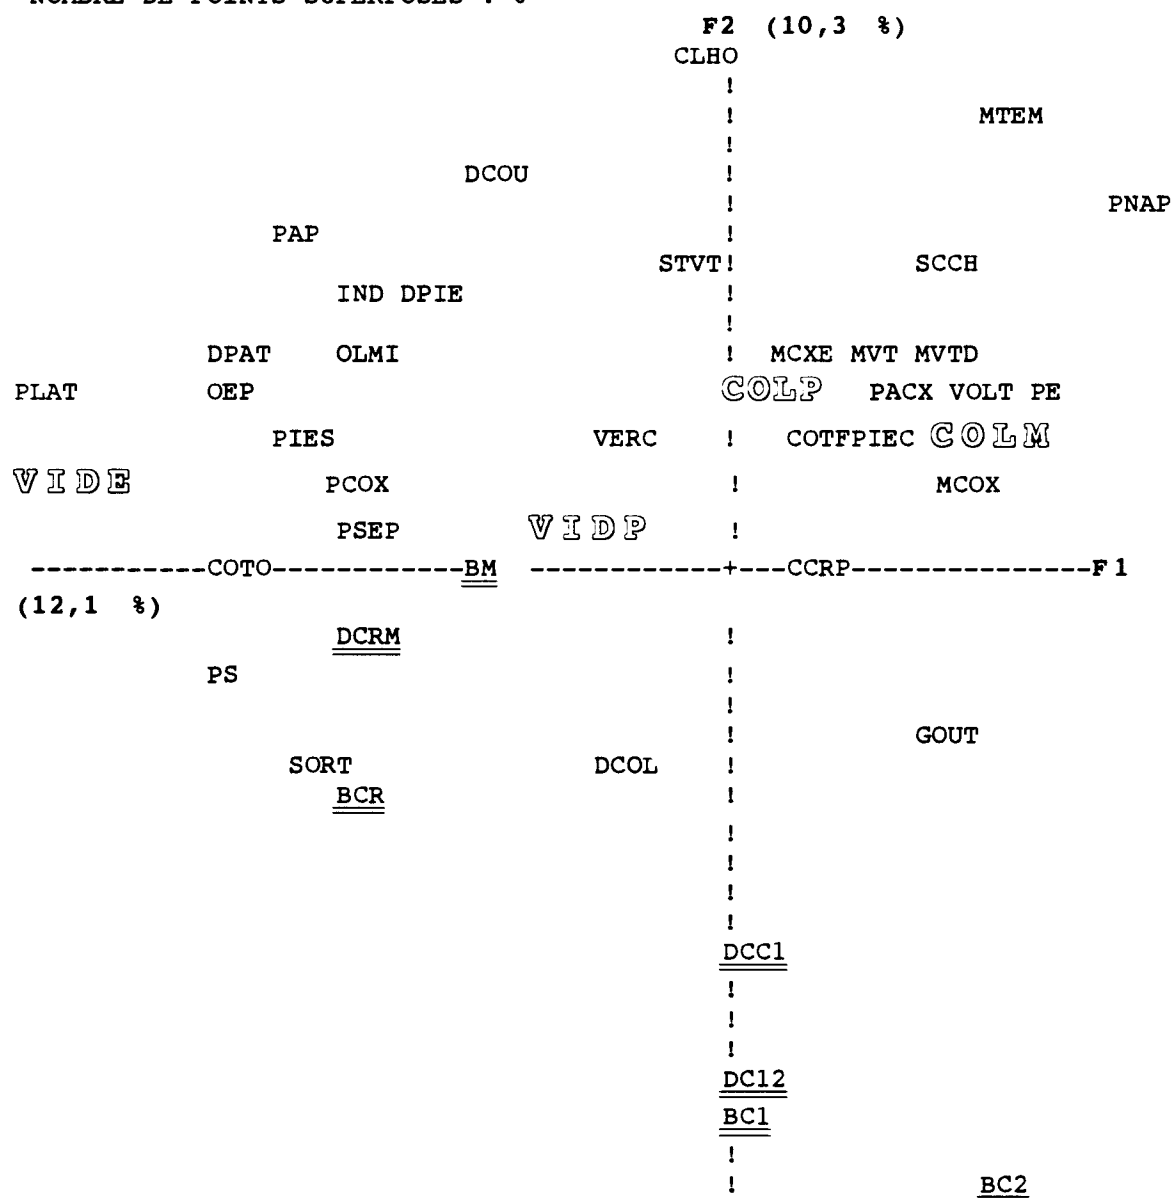 NOMBRE DE POINTS SUPERPOSES :
F2 (10,3 %)
CLHO
!
! MTEM
!
DCOU !
! PNAP
PAP !
STVT! SCCH
IND DPIE !
!
DPAT OLMI ! MCXE MVT MVTD
PLAT OEP COLP PACX VOLT PE
PIES VERC ! COTFPIEC COLM
VIDE PCOX ! MCOX
PSEP VIDP !
-----------COTO------------BM ------------+---CCRP---------------F1
(12,1 %)
DCRM !
PS !
!
! GOUT
SORT DCOL !
BCR !
!
!
!
!
DCC1
!
!
!
DC12
BC1
!
! BC2